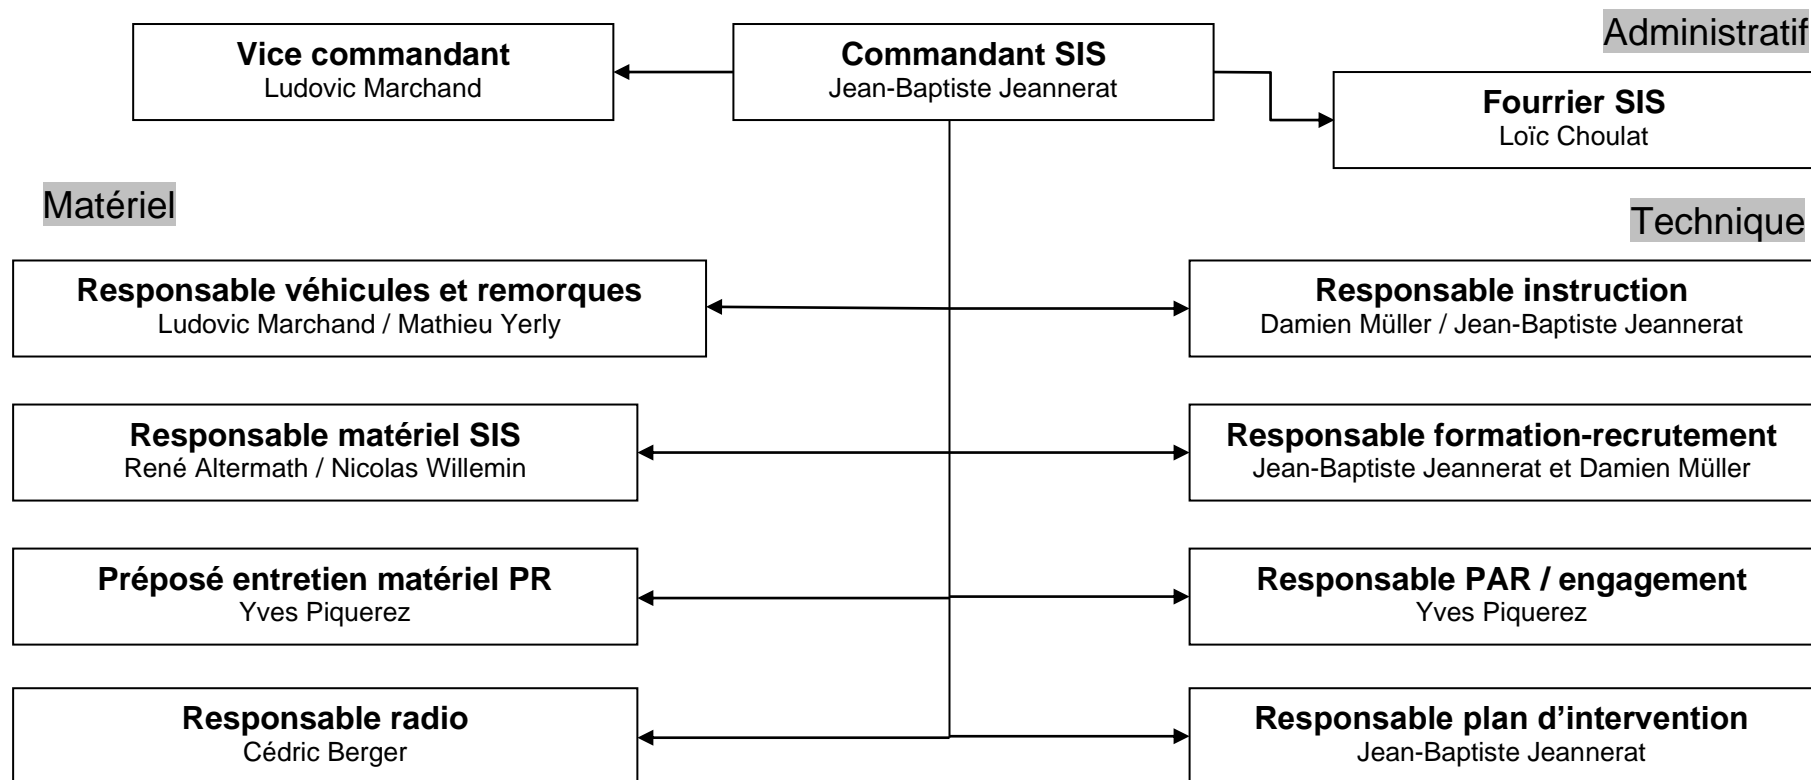 Vice commandant
Ludovic Marchand
Commandant SIS
Jean-Baptiste Jeannerat
Administratif
Fourrier SIS
Loïc Choulat
Matériel
Technique
Responsable véhicules et remorques
Ludovic Marchand / Mathieu Yerly
Responsable instruction
Damien Müller / Jean-Baptiste Jeannerat
Responsable matériel SIS
René Altermath / Nicolas Willemin
Responsable formation-recrutement
Jean-Baptiste Jeannerat et Damien Müller
Préposé entretien matériel PR
Yves Piquerez
Responsable PAR / engagement
Yves Piquerez
Responsable radio
Cédric Berger
Responsable plan d’intervention
Jean-Baptiste Jeannerat